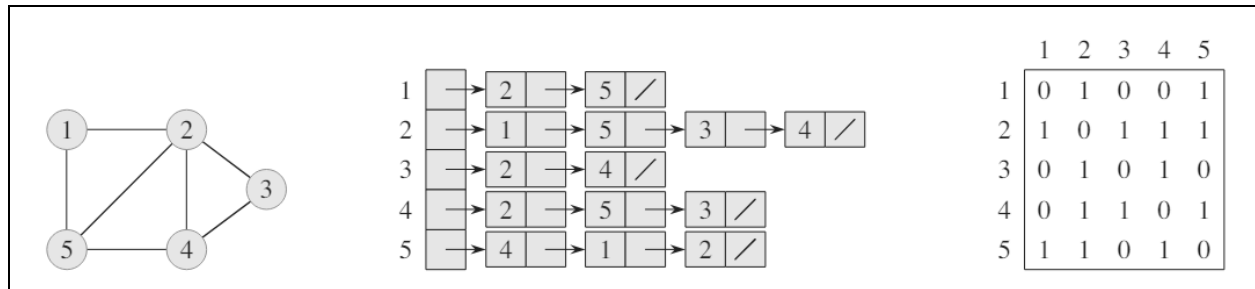 1 2
3
5 4
1 2 5 /
2 1 5 3 4 /
3 2 4 /
4 2 5 3 /
5 4 1 2 /
1 2 3 4 5
1 0 1 0 0 1
2 1 0 1 1 1
3 0 1 0 1 0
4 0 1 1 0 1
5 1 1 0 1 0